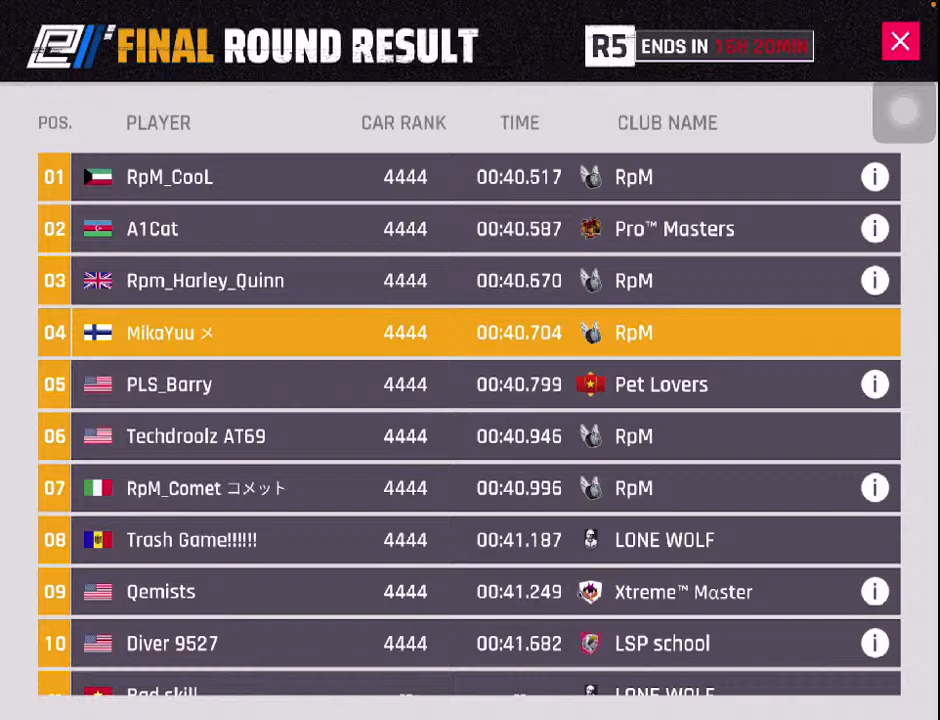 FINAL ROUND RESULT R5 ENDS IN 16H 20MIN
POS. PLAYER CAR RANK TIME CLUB NAME
01 RpM_CooL 4444 00:40.517 RpM
02 A1Cat 4444 00:40.587 Pro™ Masters
03 Rpm_Harley_Quinn 4444 00:40.670 RpM
04 MikaYuu メ 4444 00:40.704 RpM
05 PLS_Barry 4444 00:40.799 Pet Lovers
06 Techdroolz AT69 4444 00:40.946 RpM
07 RpM_Comet コメット 4444 00:40.996 RpM
08 Trash Game!!!!!! 4444 00:41.187 LONE WOLF
09 Qemists 4444 00:41.249 Xtreme™ Mαster
10 Diver 9527 4444 00:41.682 LSP school
Bad skill -- -- LONE WOLF